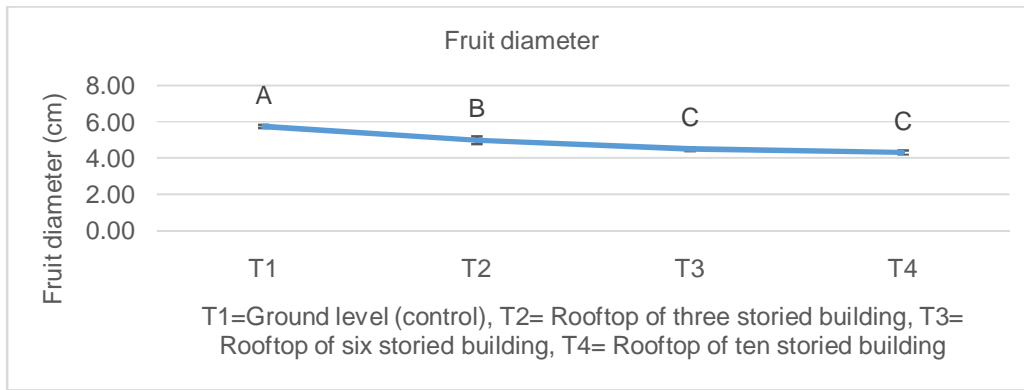 Fruit diameter
Fruit diameter (cm)
8.00
6.00
4.00
2.00
0.00
A
B
C
C
T1
T2
T3
T4
T1=Ground level (control), T2= Rooftop of three storied building, T3=
Rooftop of six storied building, T4= Rooftop of ten storied building